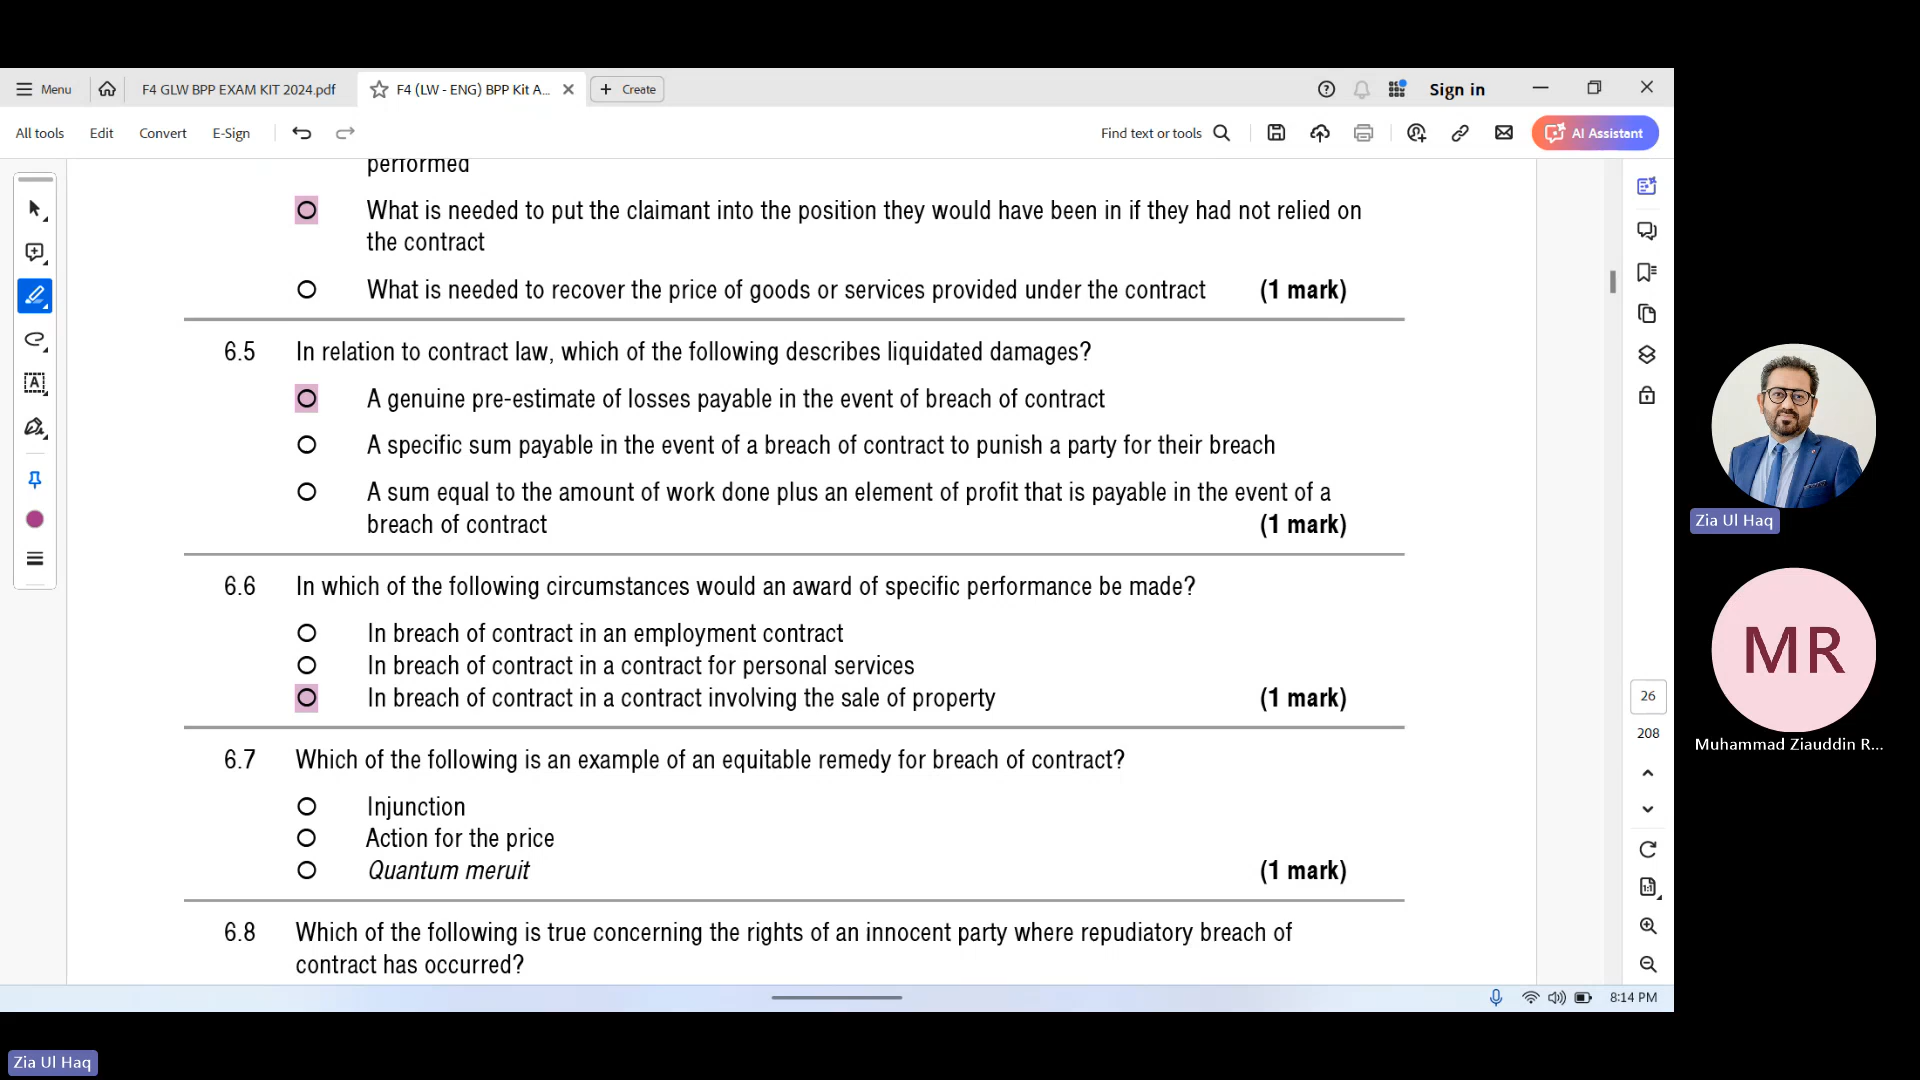 Menu
F4 GLW BPP EXAM KIT 2024.pdf
F4 (LW - ENG) BPP Kit A...
Create
Sign in
All tools
Edit
Convert
E-Sign
Find text or tools
AI Assistant
performed
What is needed to put the claimant into the position they would have been in if they had not relied on
the contract
What is needed to recover the price of goods or services provided under the contract (1 mark)
6.5 In relation to contract law, which of the following describes liquidated damages?
A genuine pre-estimate of losses payable in the event of breach of contract
A specific sum payable in the event of a breach of contract to punish a party for their breach
A sum equal to the amount of work done plus an element of profit that is payable in the event of a
breach of contract (1 mark)
6.6 In which of the following circumstances would an award of specific performance be made?
In breach of contract in an employment contract
In breach of contract in a contract for personal services
In breach of contract in a contract involving the sale of property (1 mark)
6.7 Which of the following is an example of an equitable remedy for breach of contract?
Injunction
Action for the price
Quantum meruit (1 mark)
6.8 Which of the following is true concerning the rights of an innocent party where repudiatory breach of
contract has occurred?
26
208
8:14 PM
Zia Ul Haq
MR
Muhammad Ziauddin R...
Zia Ul Haq